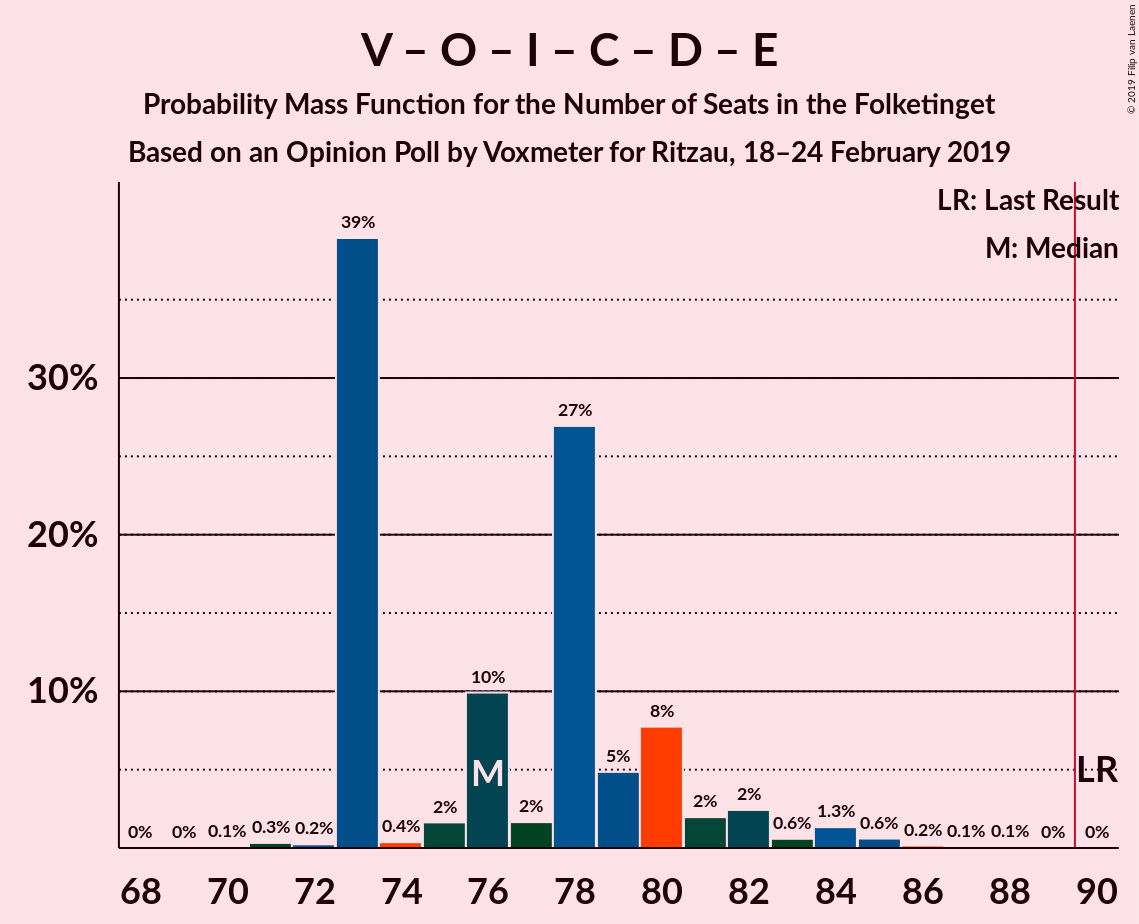 V – O – I – C – D – E
Probability Mass Function for the Number of Seats in the Folketinget
Based on an Opinion Poll by Voxmeter for Ritzau, 18–24 February 2019
© 2019 Filip van Laenen
LR: Last Result
M: Median
39%
30%
27%
20%
10%
10%
8%
5%
M
LR
0% 0% 0.1% 0.3% 0.2% 0.4% 2% 2% 2% 2% 0.6% 1.3% 0.6% 0.2% 0.1% 0.1% 0% 0%
68 70 72 74 76 78 80 82 84 86 88 90